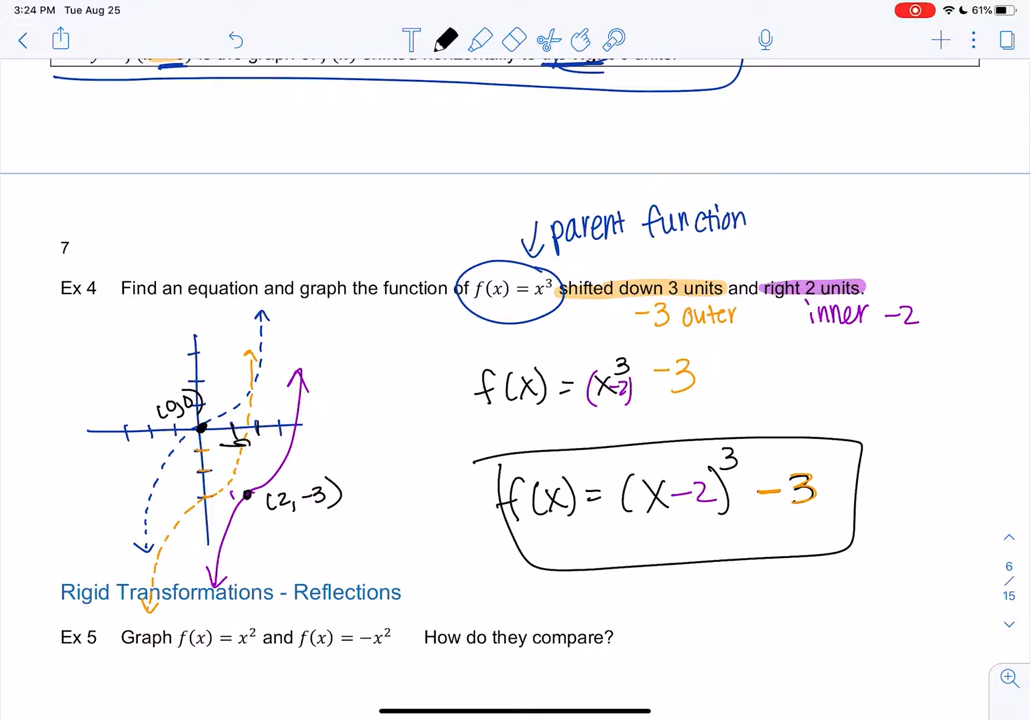 3:24 PM Tue Aug 25
61%
7
↓ parent function
Ex 4 Find an equation and graph the function of f(x) = x³ shifted down 3 units and right 2 units.
-3 outer
inner -2
(0,0)
f(x) = (x-2)³ -3
f(x) = (x-2)³ -3
(2, -3)
Rigid Transformations - Reflections
Ex 5 Graph f(x) = x² and f(x) = −x² How do they compare?
6
/
15